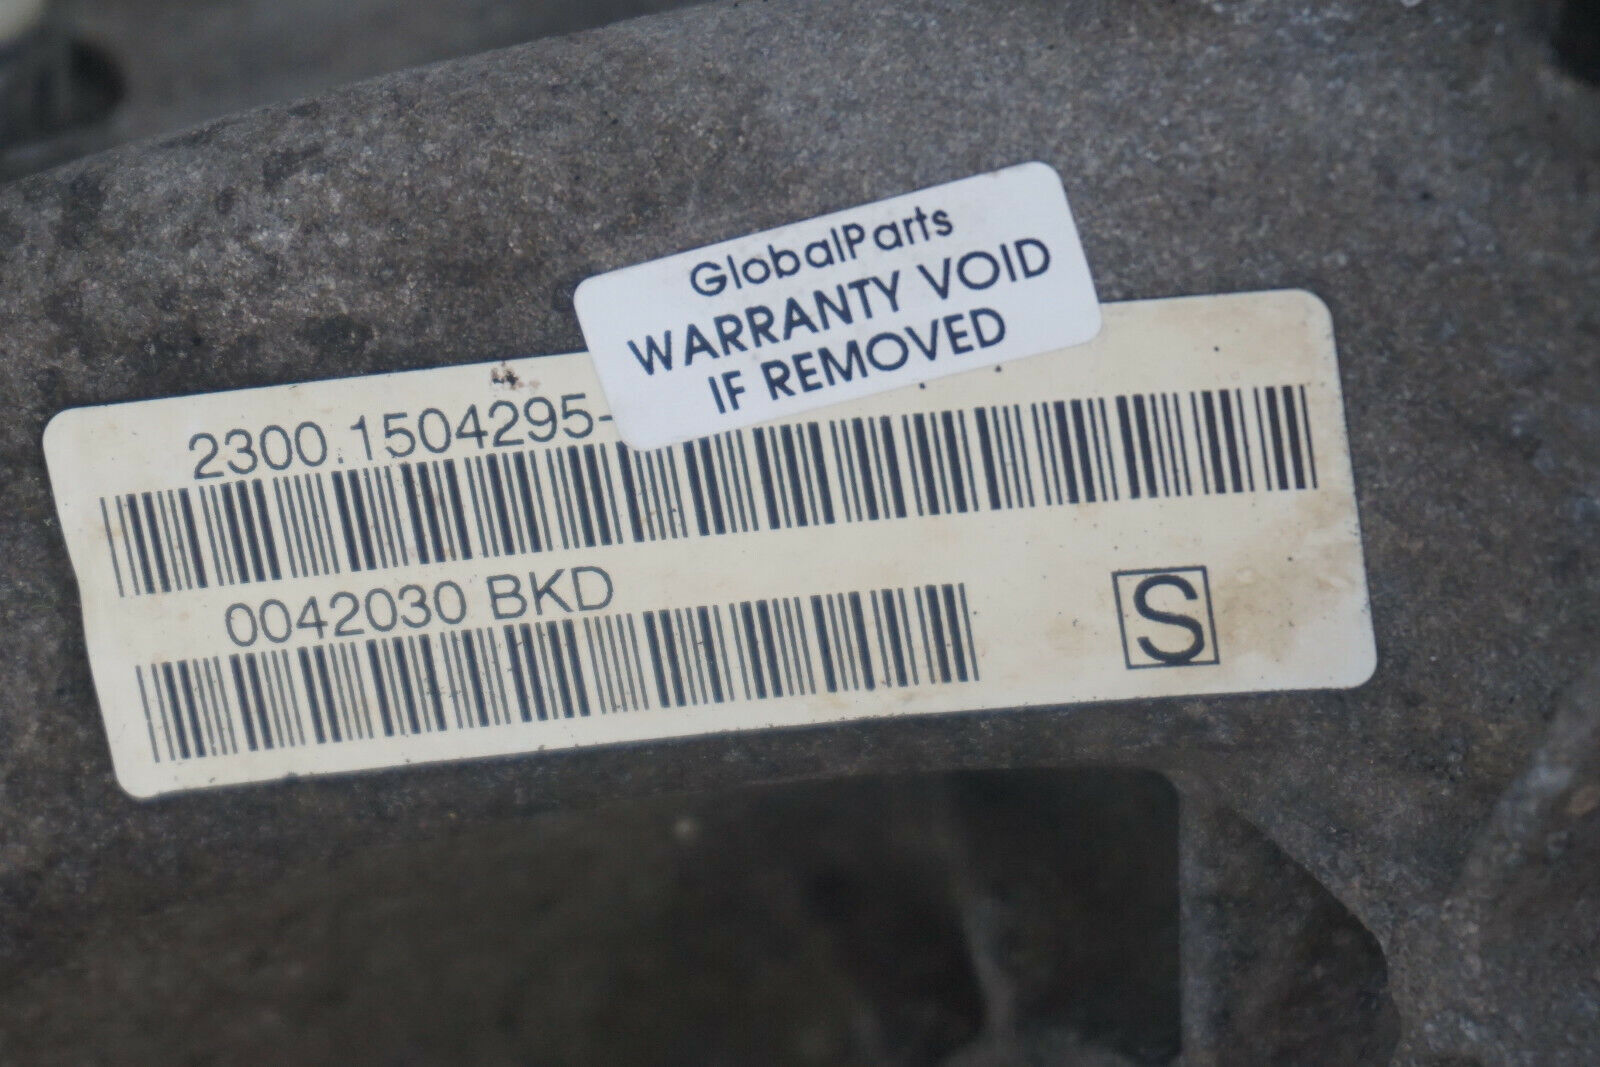 GlobalParts
WARRANTY VOID
IF REMOVED
2300.1504295-
0042030 BKD
S